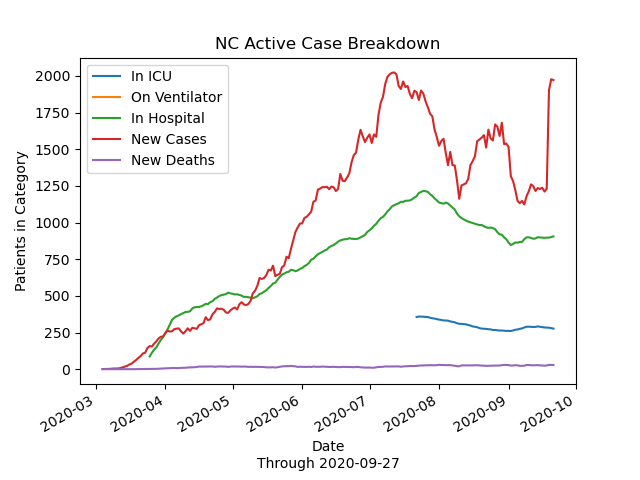 NC Active Case Breakdown
In ICU
On Ventilator
In Hospital
New Cases
New Deaths
Patients in Category
2000
1750
1500
1250
1000
750
500
250
0
2020-03
2020-04
2020-05
2020-06
2020-07
2020-08
2020-09
2020-10
Date
Through 2020-09-27